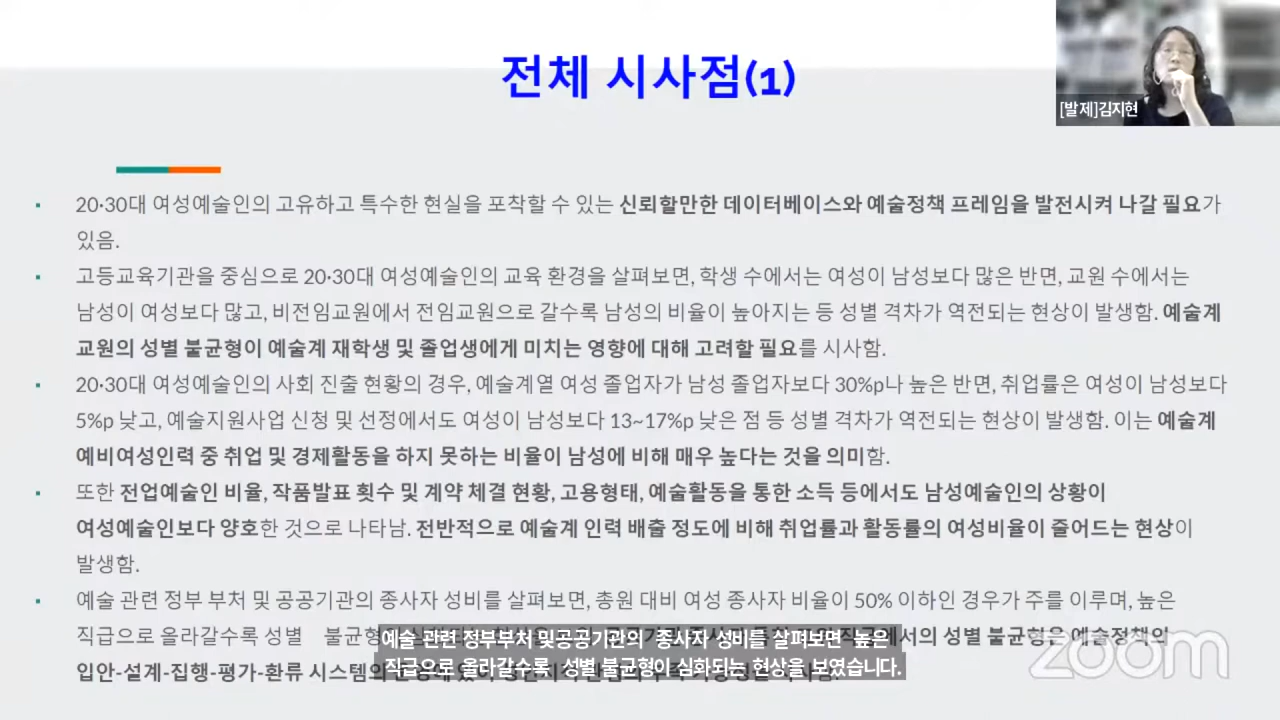 전체 시사점(1)
[발제]김지현
▪ 20·30대 여성예술인의 고유하고 특수한 현실을 포착할 수 있는 신뢰할만한 데이터베이스와 예술정책 프레임을 발전시켜 나갈 필요가
있음.
▪ 고등교육기관을 중심으로 20·30대 여성예술인의 교육 환경을 살펴보면, 학생 수에서는 여성이 남성보다 많은 반면, 교원 수에서는
남성이 여성보다 많고, 비전임교원에서 전임교원으로 갈수록 남성의 비율이 높아지는 등 성별 격차가 역전되는 현상이 발생함. 예술계
교원의 성별 불균형이 예술계 재학생 및 졸업생에게 미치는 영향에 대해 고려할 필요를 시사함.
▪ 20·30대 여성예술인의 사회 진출 현황의 경우, 예술계열 여성 졸업자가 남성 졸업자보다 30%p나 높은 반면, 취업률은 여성이 남성보다
5%p 낮고, 예술지원사업 신청 및 선정에서도 여성이 남성보다 13~17%p 낮은 점 등 성별 격차가 역전되는 현상이 발생함. 이는 예술계
예비여성인력 중 취업 및 경제활동을 하지 못하는 비율이 남성에 비해 매우 높다는 것을 의미함.
▪ 또한 전업예술인 비율, 작품발표 횟수 및 계약 체결 현황, 고용형태, 예술활동을 통한 소득 등에서도 남성예술인의 상황이
여성예술인보다 양호한 것으로 나타남. 전반적으로 예술계 인력 배출 정도에 비해 취업률과 활동률의 여성비율이 줄어드는 현상이
발생함.
▪ 예술 관련 정부 부처 및 공공기관의 종사자 성비를 살펴보면, 총원 대비 여성 종사자 비율이 50% 이하인 경우가 주를 이루며, 높은
직급으로 올라갈수록 성별 불균형 에서의 성별 불균형은 예술정책의
입안-설계-집행-평가-환류 시스템의
예술 관련 정부부처 및공공기관의 종사자 성비를 살펴보면 높은
직급으로 올라갈수록 성별 불균형이 심화되는 현상을 보였습니다.
zoom